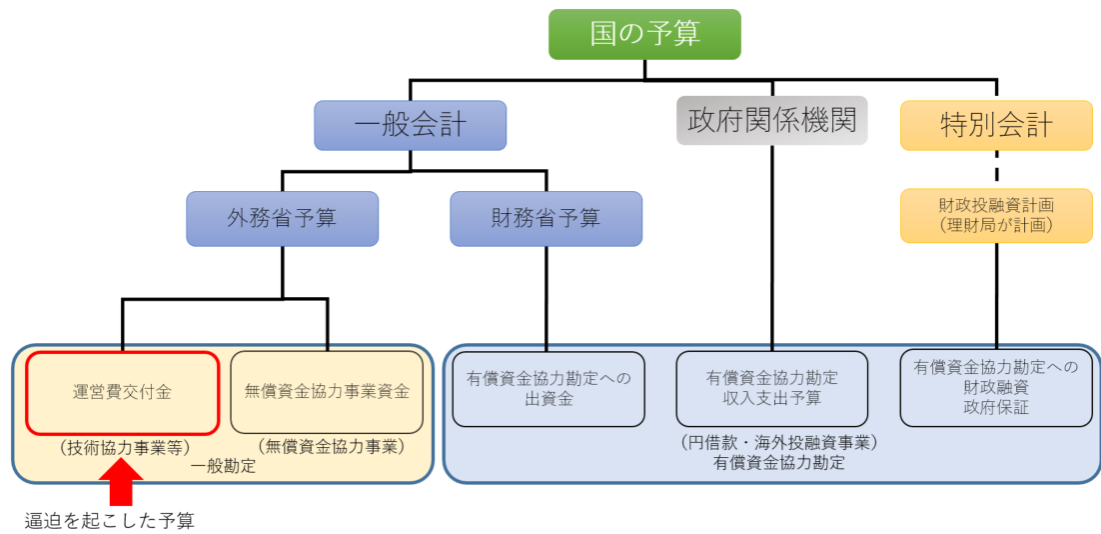 国の予算
一般会計
政府関係機関
特別会計
外務省予算
財務省予算
財政投融資計画
(理財局が計画)
運営費交付金
無償資金協力事業資金
有償資金協力勘定への
出資金
有償資金協力勘定
収入支出予算
有償資金協力勘定への
財政融資
政府保証
(技術協力事業等)
(無償資金協力事業)
一般勘定
(円借款・海外投融資事業)
有償資金協力勘定
逼迫を起こした予算